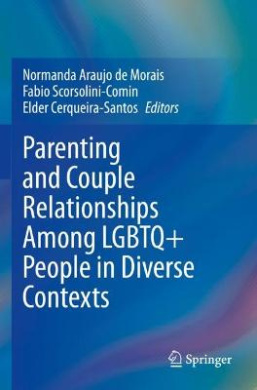 Normanda Araujo de Morais
Fabio Scorsolini-Comin
Elder Cerqueira-Santos Editors
Parenting
and Couple
Relationships
Among LGBTQ+
People in Diverse
Contexts
Springer